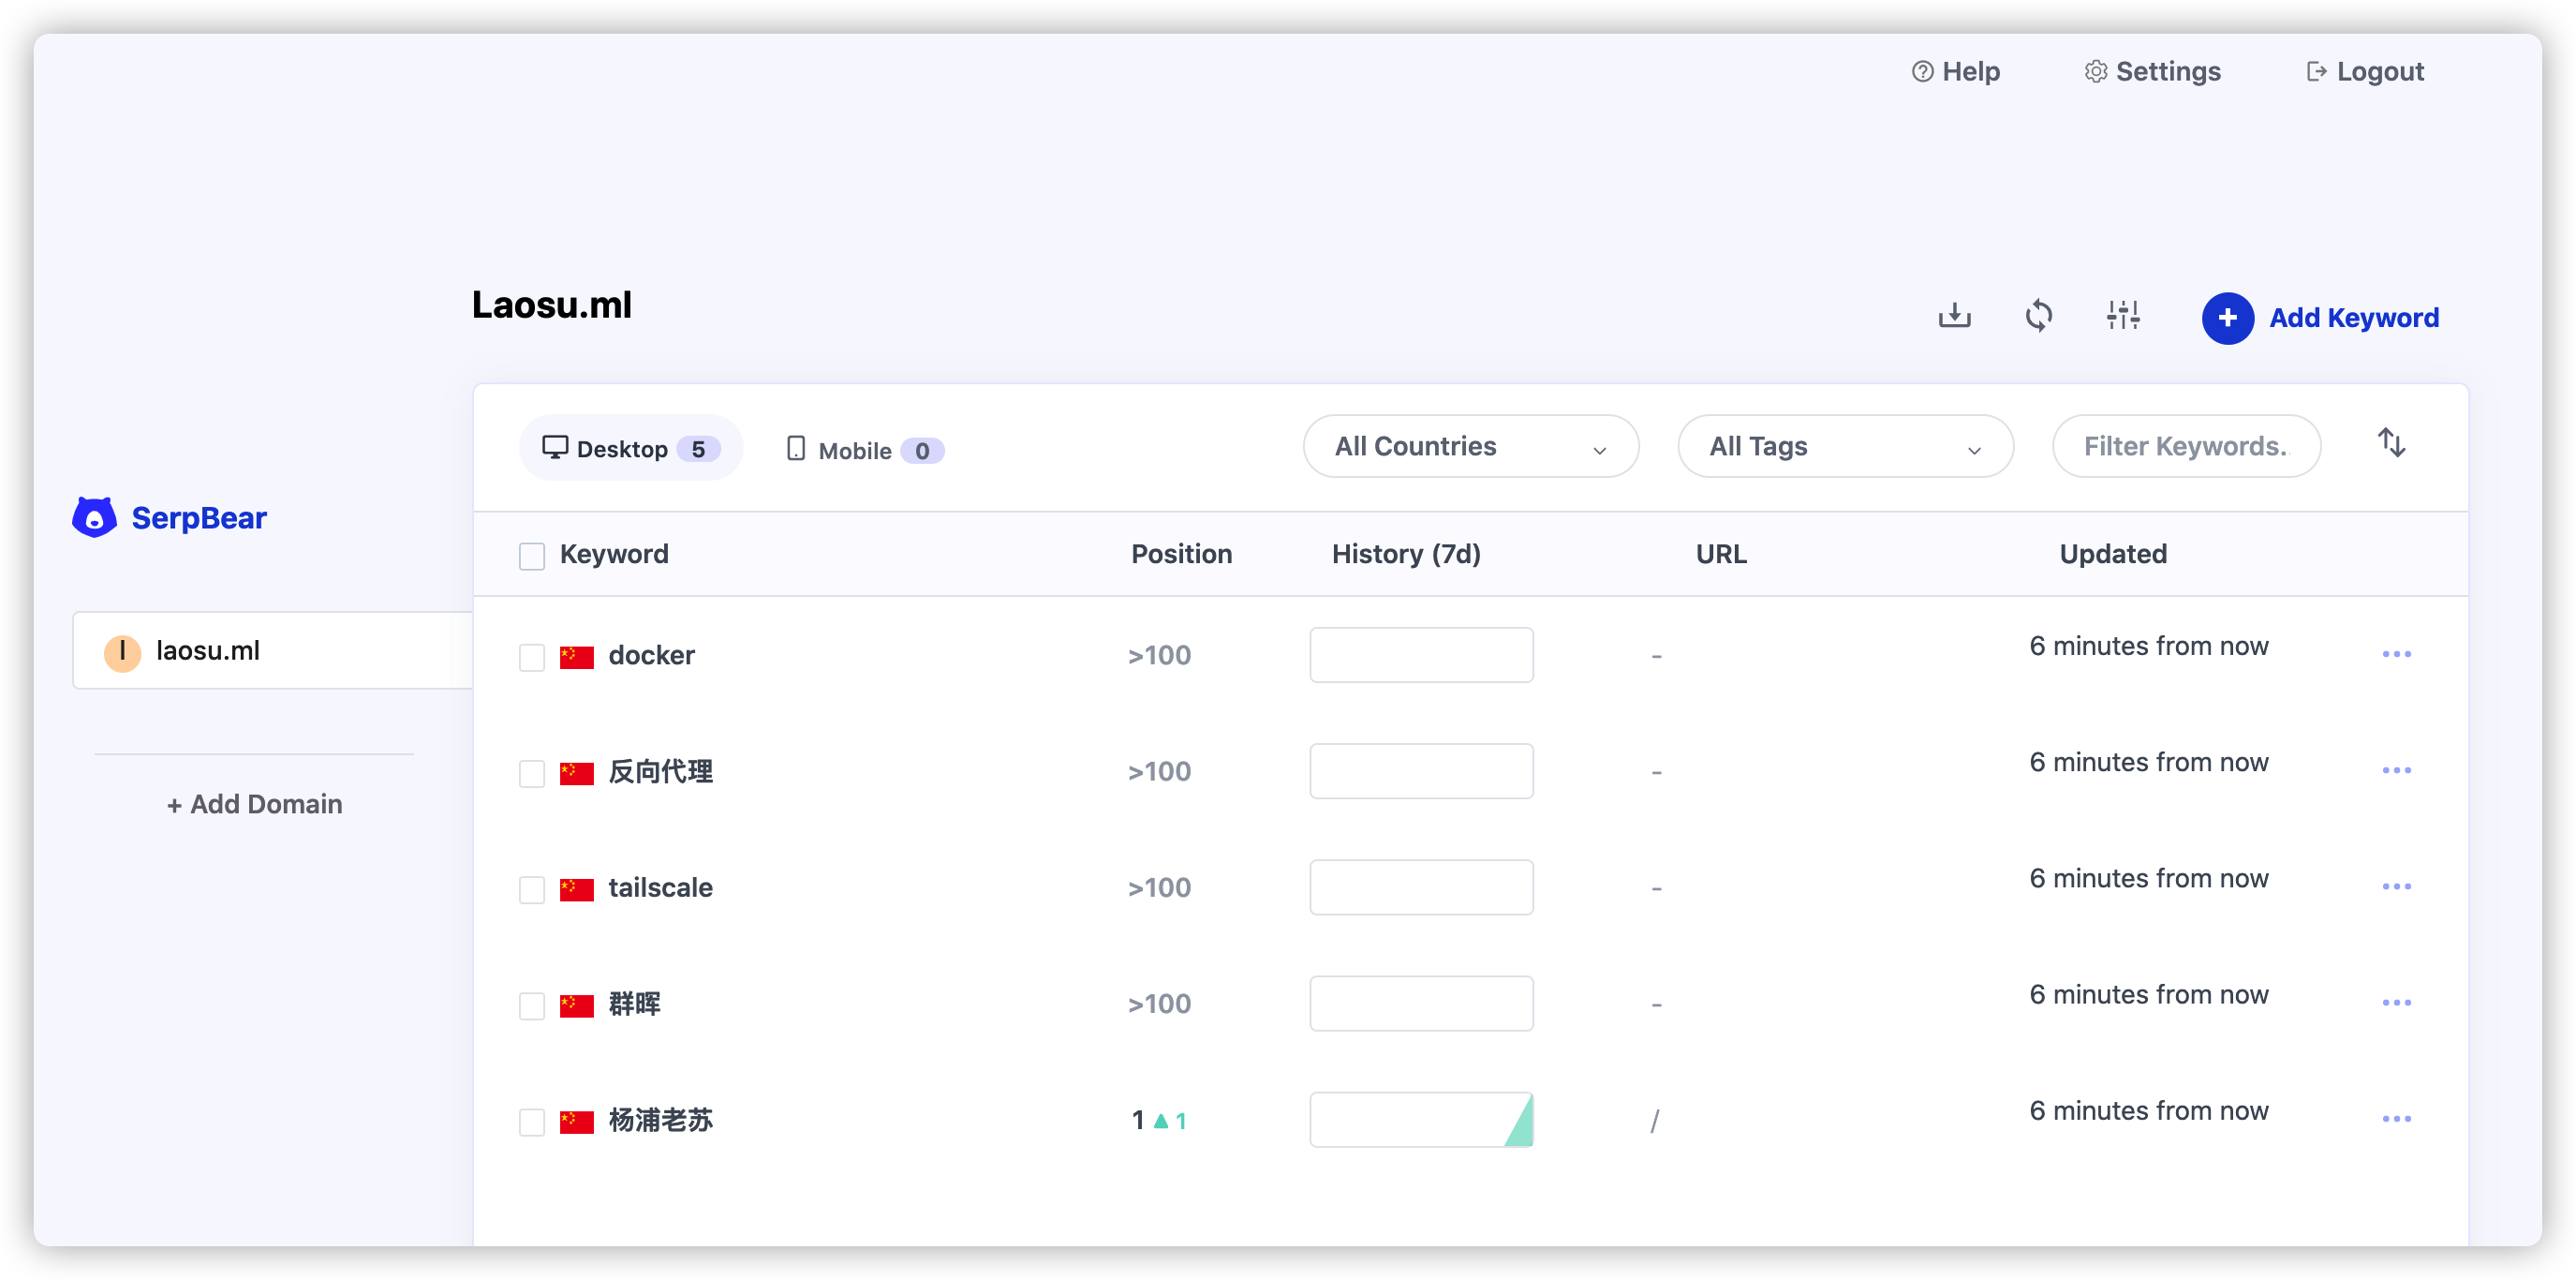 Help Settings Logout
Laosu.ml
Add Keyword
Desktop 5 Mobile 0 All Countries All Tags Filter Keywords..
SerpBear
Keyword Position History (7d) URL Updated
l laosu.ml
docker >100 - 6 minutes from now
反向代理 >100 - 6 minutes from now
+ Add Domain
tailscale >100 - 6 minutes from now
群晖 >100 - 6 minutes from now
杨浦老苏 1 ▲ 1 / 6 minutes from now